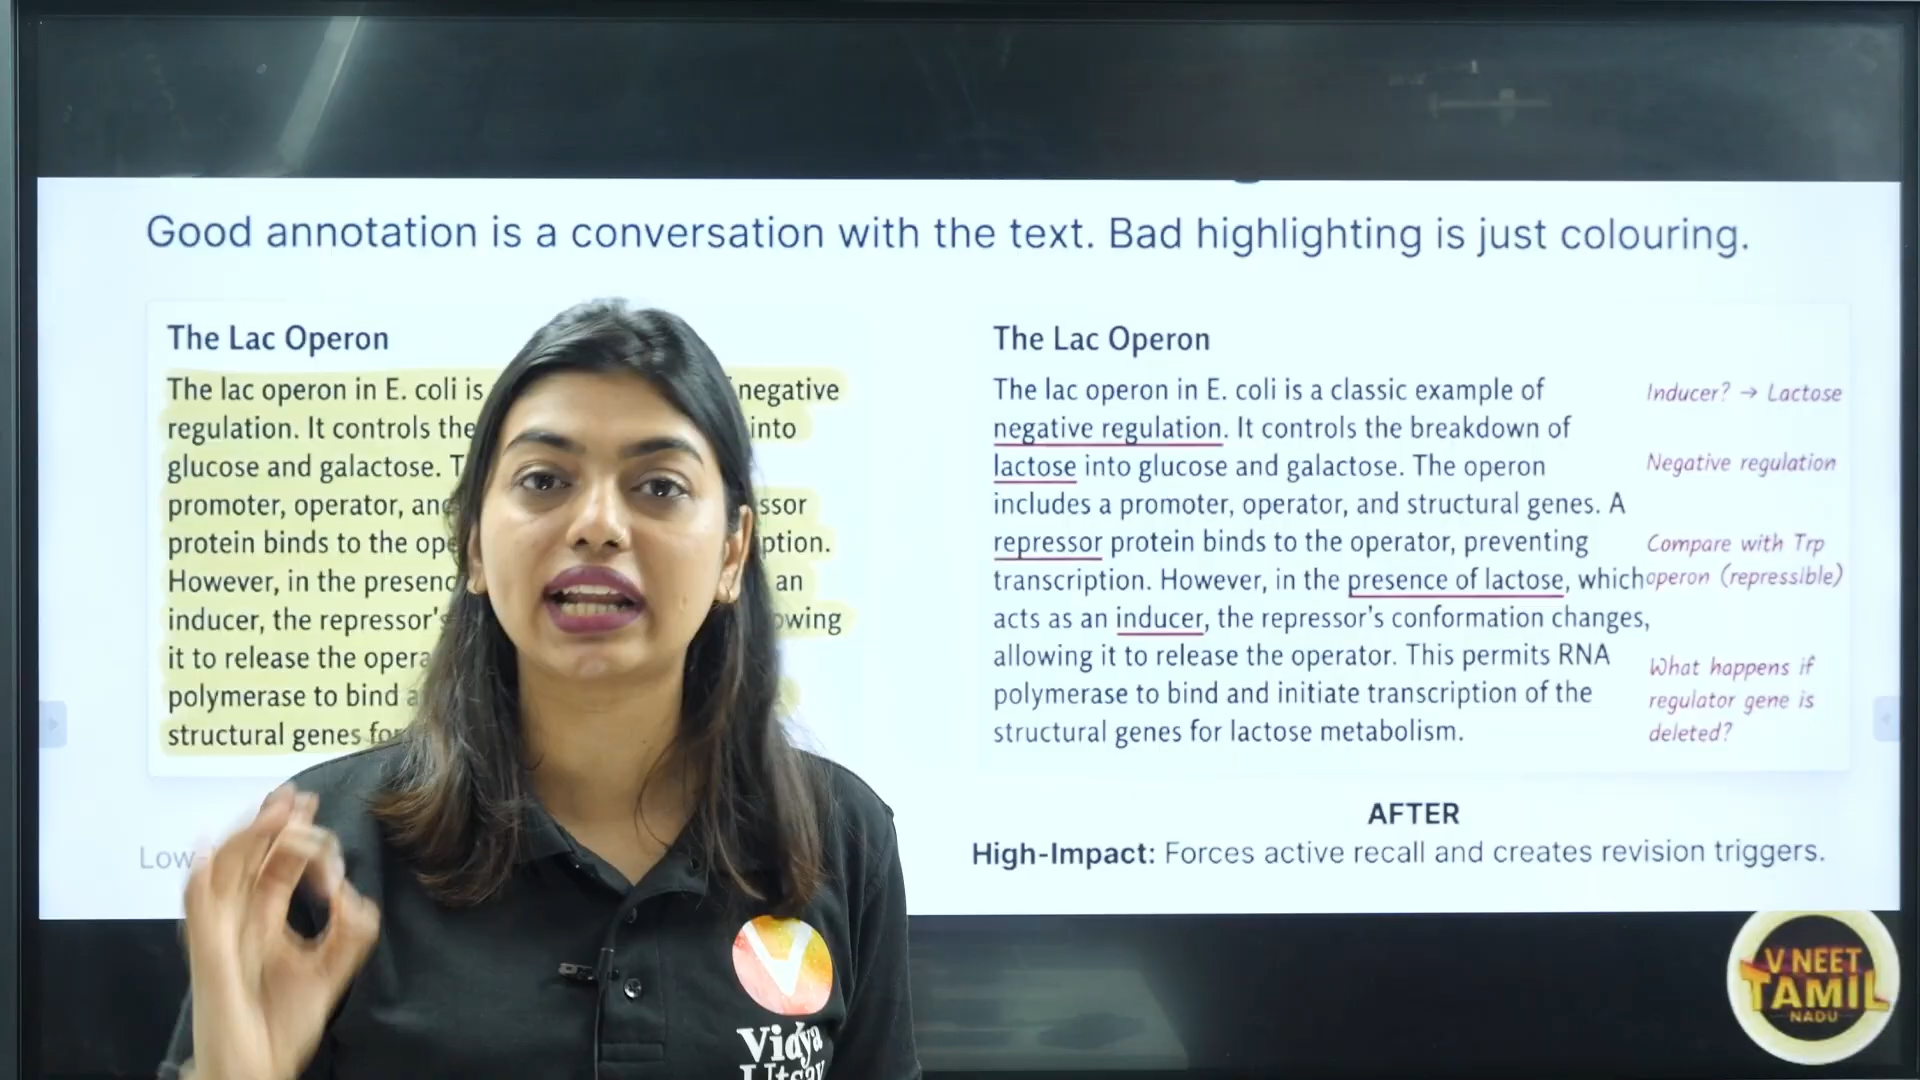 Good annotation is a conversation with the text. Bad highlighting is just colouring.
The Lac Operon
The lac operon in E. coli is negative
regulation. It controls the into
glucose and galactose.
promoter, operator, and
protein binds to the
However, in the an
inducer, the repressor's
it to release the
polymerase to bind
structural genes for
The Lac Operon
The lac operon in E. coli is a classic example of
negative regulation. It controls the breakdown of
lactose into glucose and galactose. The operon
includes a promoter, operator, and structural genes. A
repressor protein binds to the operator, preventing
transcription. However, in the presence of lactose, which
acts as an inducer, the repressor's conformation changes,
allowing it to release the operator. This permits RNA
polymerase to bind and initiate transcription of the
structural genes for lactose metabolism.
Inducer? → Lactose
Negative regulation
Compare with Trp
operon (repressible)
What happens if
regulator gene is
deleted?
Low-
AFTER
High-Impact: Forces active recall and creates revision triggers.
V
Vidya
Utsav
V NEET
TAMIL
NADU